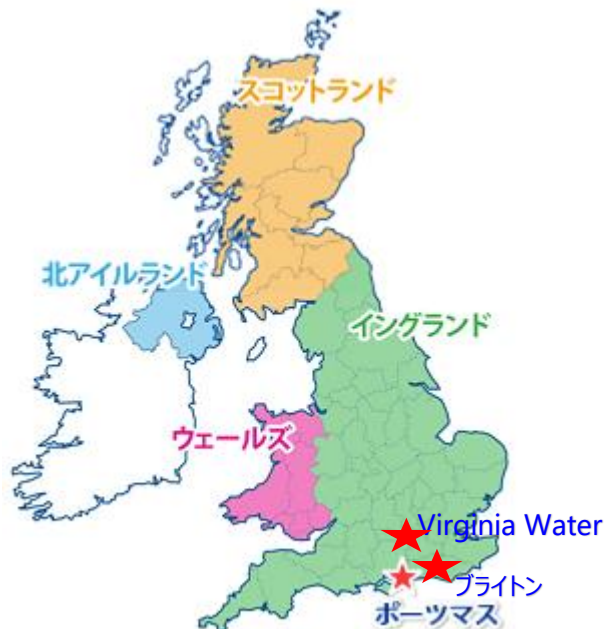 スコットランド
北アイルランド
イングランド
ウェールズ
Virginia Water
ブライトン
ポーツマス